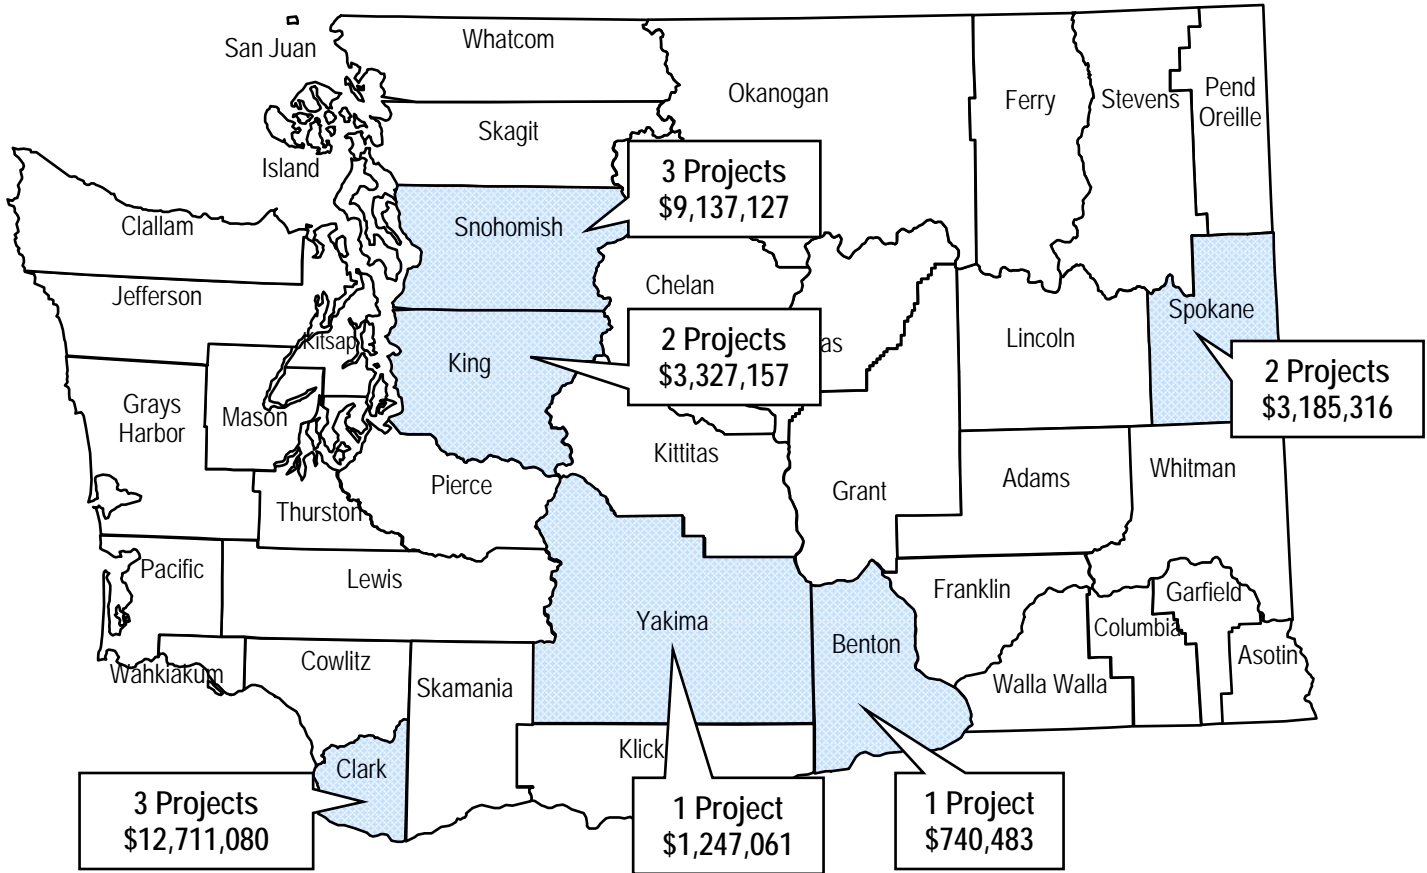 San Juan
Whatcom
Okanogan
Ferry
Stevens
Pend
Oreille
Skagit
Island
3 Projects
$9,137,127
Clallam
Snohomish
Chelan
Jefferson
Spokane
Kitsap
King
2 Projects
$3,327,157
as
Lincoln
2 Projects
$3,185,316
Grays
Harbor
Mason
Kittitas
Whitman
Pierce
Grant
Adams
Thurston
Pacific
Lewis
Franklin
Garfield
Yakima
Benton
Columbia
Asotin
Wahkiakum
Cowlitz
Skamania
Walla Walla
Klick
Clark
3 Projects
$12,711,080
1 Project
$1,247,061
1 Project
$740,483